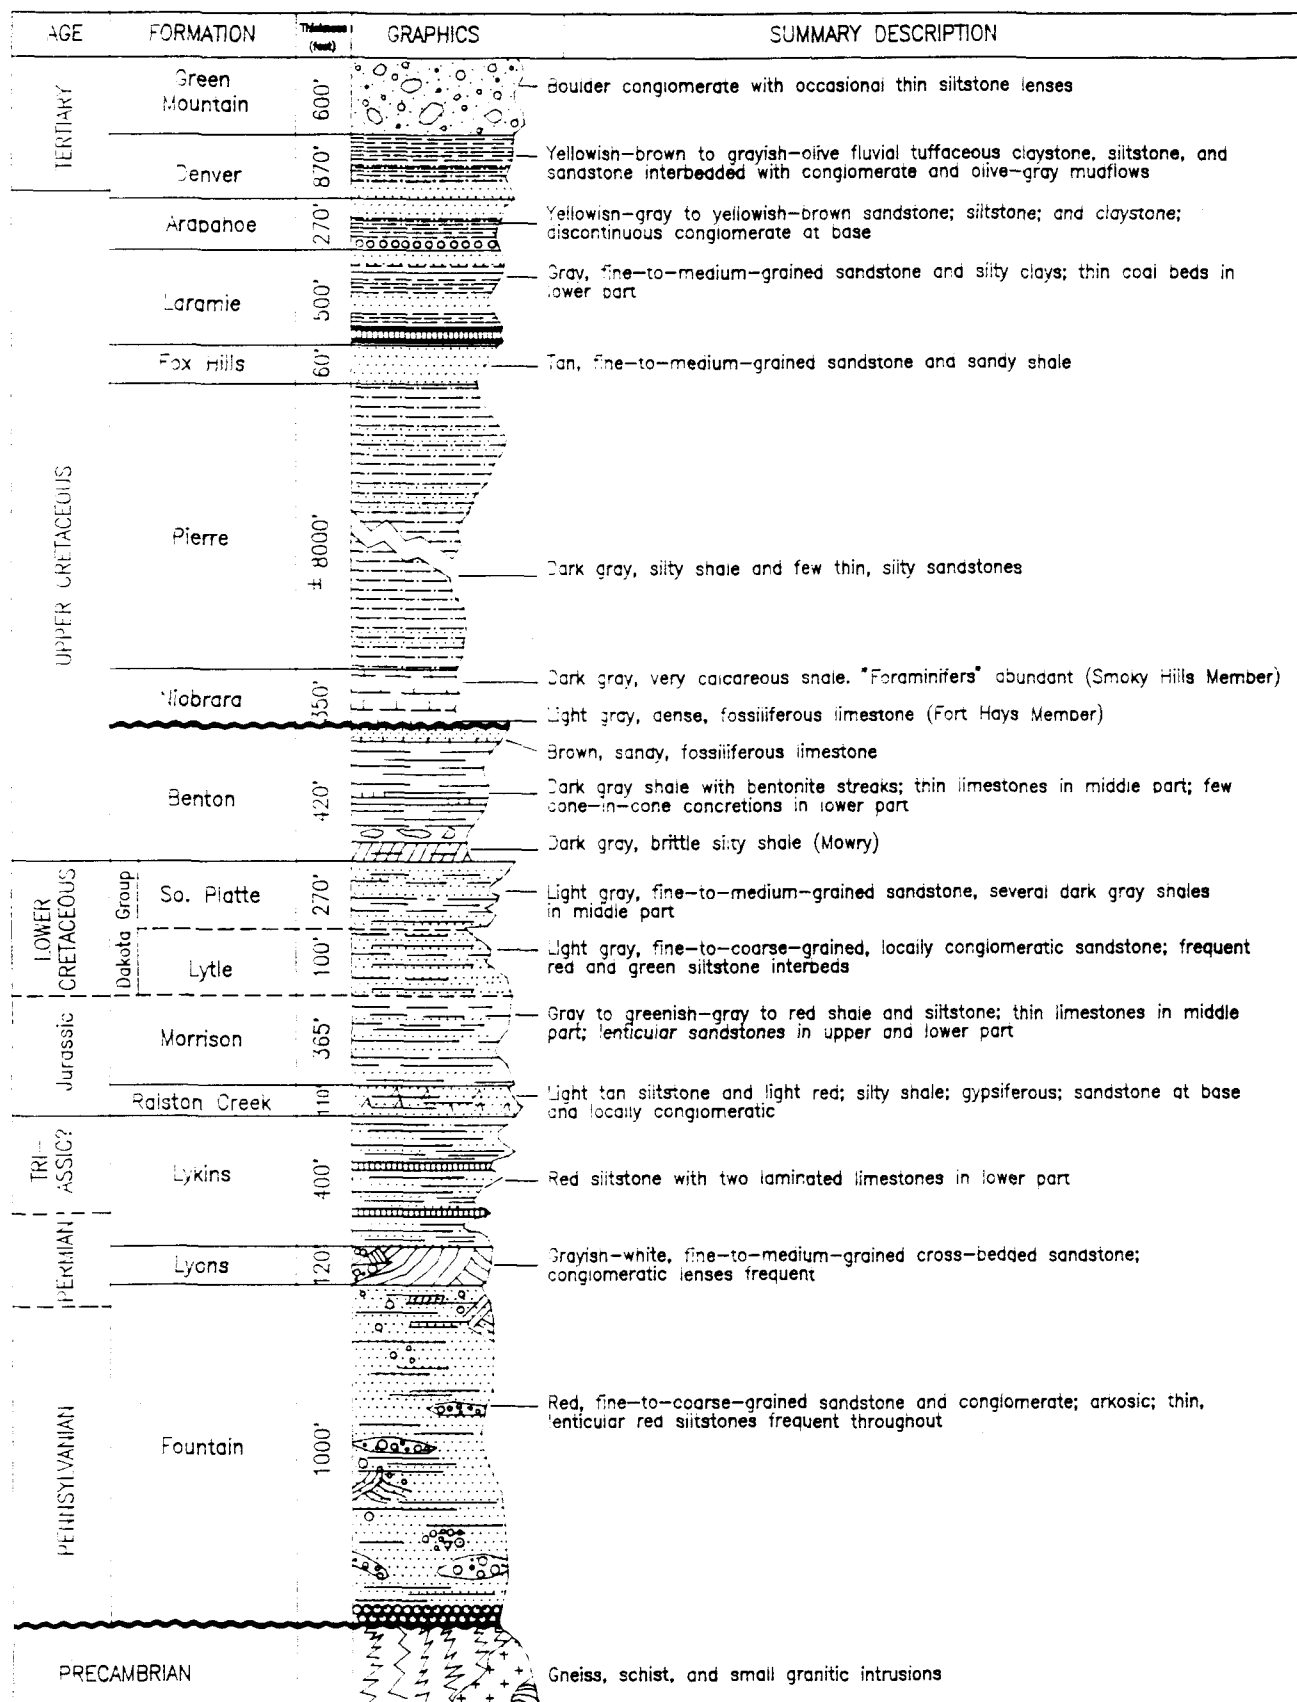 AGE FORMATION Thickness (feet) GRAPHICS SUMMARY DESCRIPTION
TERTIARY
Green
Mountain
600'
Boulder conglomerate with occasional thin siltstone lenses
Denver
870'
Yellowish-brown to grayish-olive fluvial tuffaceous claystone, siltstone, and
sandstone interbedded with conglomerate and olive-gray mudflows
UPPER CRETACEOUS
Arapahoe
270'
Yellowish-gray to yellowish-brown sandstone; siltstone; and claystone;
discontinuous conglomerate at base
Laramie
500'
Gray, fine-to-medium-grained sandstone and silty clays; thin coal beds in
lower part
Fox Hills
60'
Tan, fine-to-medium-grained sandstone and sandy shale
Pierre
± 8000'
Dark gray, silty shale and few thin, silty sandstones
Niobrara
350'
Dark gray, very calcareous shale. "Foraminifers" abundant (Smoky Hills Member)
Light gray, dense, fossiliferous limestone (Fort Hays Member)
Benton
420'
Brown, sandy, fossiliferous limestone
Dark gray shale with bentonite streaks; thin limestones in middle part; few
cone-in-cone concretions in lower part
Dark gray, brittle silty shale (Mowry)
LOWER
CRETACEOUS
Dakota Group
So. Platte
270'
Light gray, fine-to-medium-grained sandstone, several dark gray shales
in middle part
Lytle
100'
Light gray, fine-to-coarse-grained, locally conglomeratic sandstone; frequent
red and green siltstone interbeds
Jurassic
Morrison
365'
Gray to greenish-gray to red shale and siltstone; thin limestones in middle
part; lenticular sandstones in upper and lower part
Ralston Creek
110'
Light tan siltstone and light red; silty shale; gypsiferous; sandstone at base
and locally conglomeratic
TRI-
ASSIC?
Lykins
400'
Red siltstone with two laminated limestones in lower part
PERMIAN
Lyons
120'
Grayish-white, fine-to-medium-grained cross-bedded sandstone;
conglomeratic lenses frequent
PENNSYLVANIAN
Fountain
1000'
Red, fine-to-coarse-grained sandstone and conglomerate; arkosic; thin,
lenticular red siltstones frequent throughout
PRECAMBRIAN
Gneiss, schist, and small granitic intrusions